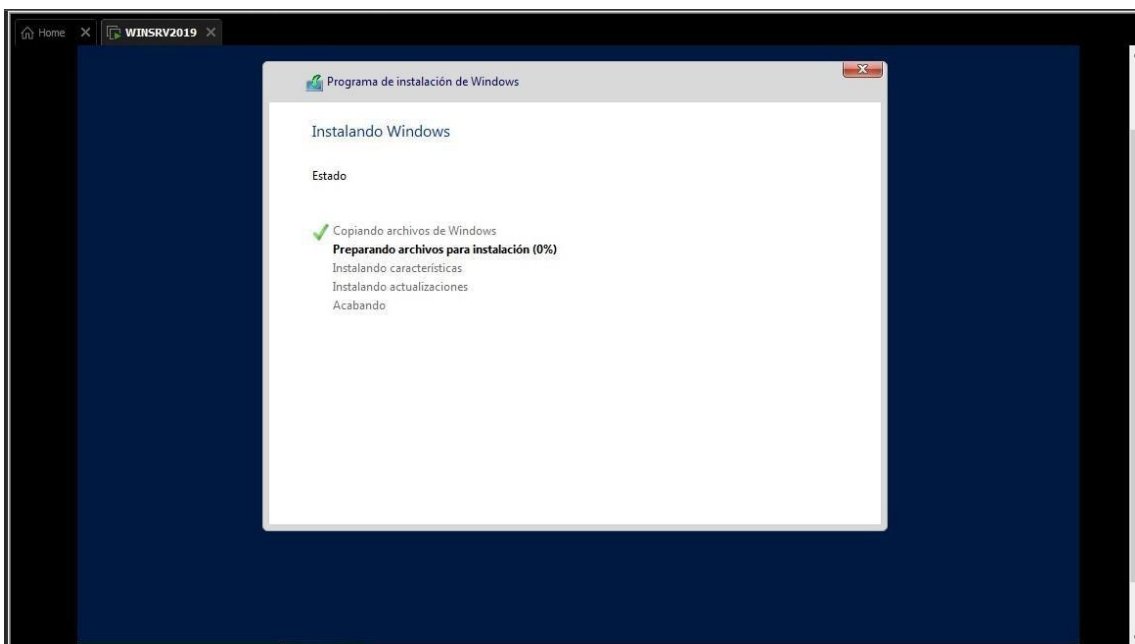 Home
WINSRV2019
Programa de instalación de Windows
Instalando Windows
Estado
Copiando archivos de Windows
Preparando archivos para instalación (0%)
Instalando características
Instalando actualizaciones
Acabando